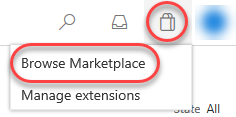 Browse Marketplace
Manage extensions
State All